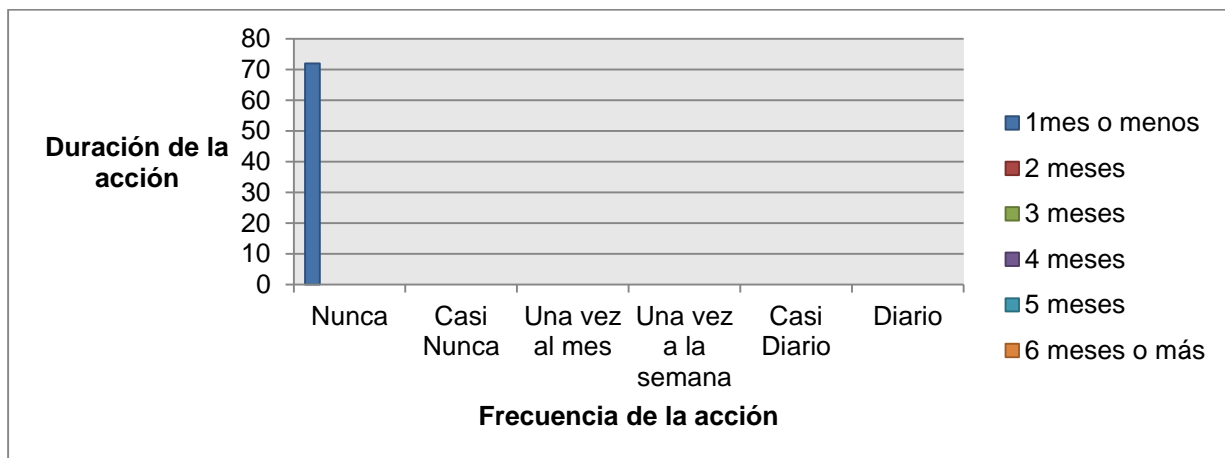 80
70
60
50
40
30
20
10
0
Duración de la
acción
Nunca
Casi
Nunca
Una vez
al mes
Una vez
a la
semana
Casi
Diario
Diario
Frecuencia de la acción
1mes o menos
2 meses
3 meses
4 meses
5 meses
6 meses o más